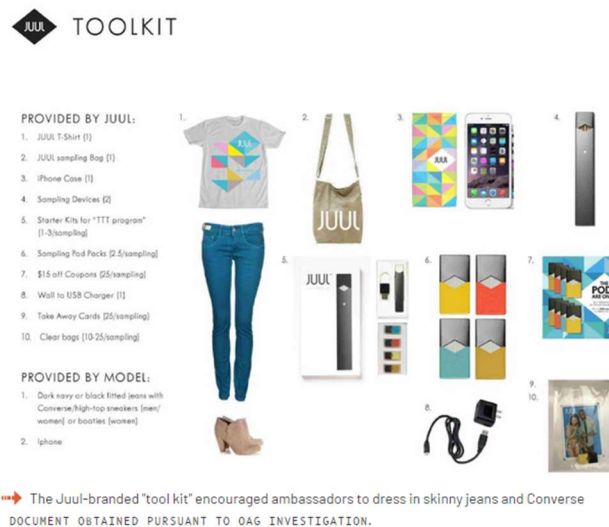 JUUL TOOLKIT
PROVIDED BY JUUL:
1. JUUL T-Shirt (1)
2. JUUL sampling Bag (1)
3. iPhone Case (1)
4. Sampling Devices (2)
5. Starter Kits for "TTT program"
(1-3/sampling)
6. Sampling Pod Packs (2.5/sampling)
7. $15 off Coupons (25/sampling)
8. Wall to USB Charger (1)
9. Take Away Cards (25/sampling)
10. Clear bags (10-25/sampling)
PROVIDED BY MODEL:
1. Dark navy or black fitted jeans with
Converse/high-top sneakers (men/
women) or booties (women)
2. Iphone
1.
JUUL
2.
JUUL
3.
JUUL
4.
5.
JUUL
6.
7.
THE
POD
ARE ON
8.
9.
10.
JUUL
The Juul-branded "tool kit" encouraged ambassadors to dress in skinny jeans and Converse
DOCUMENT OBTAINED PURSUANT TO OAG INVESTIGATION.